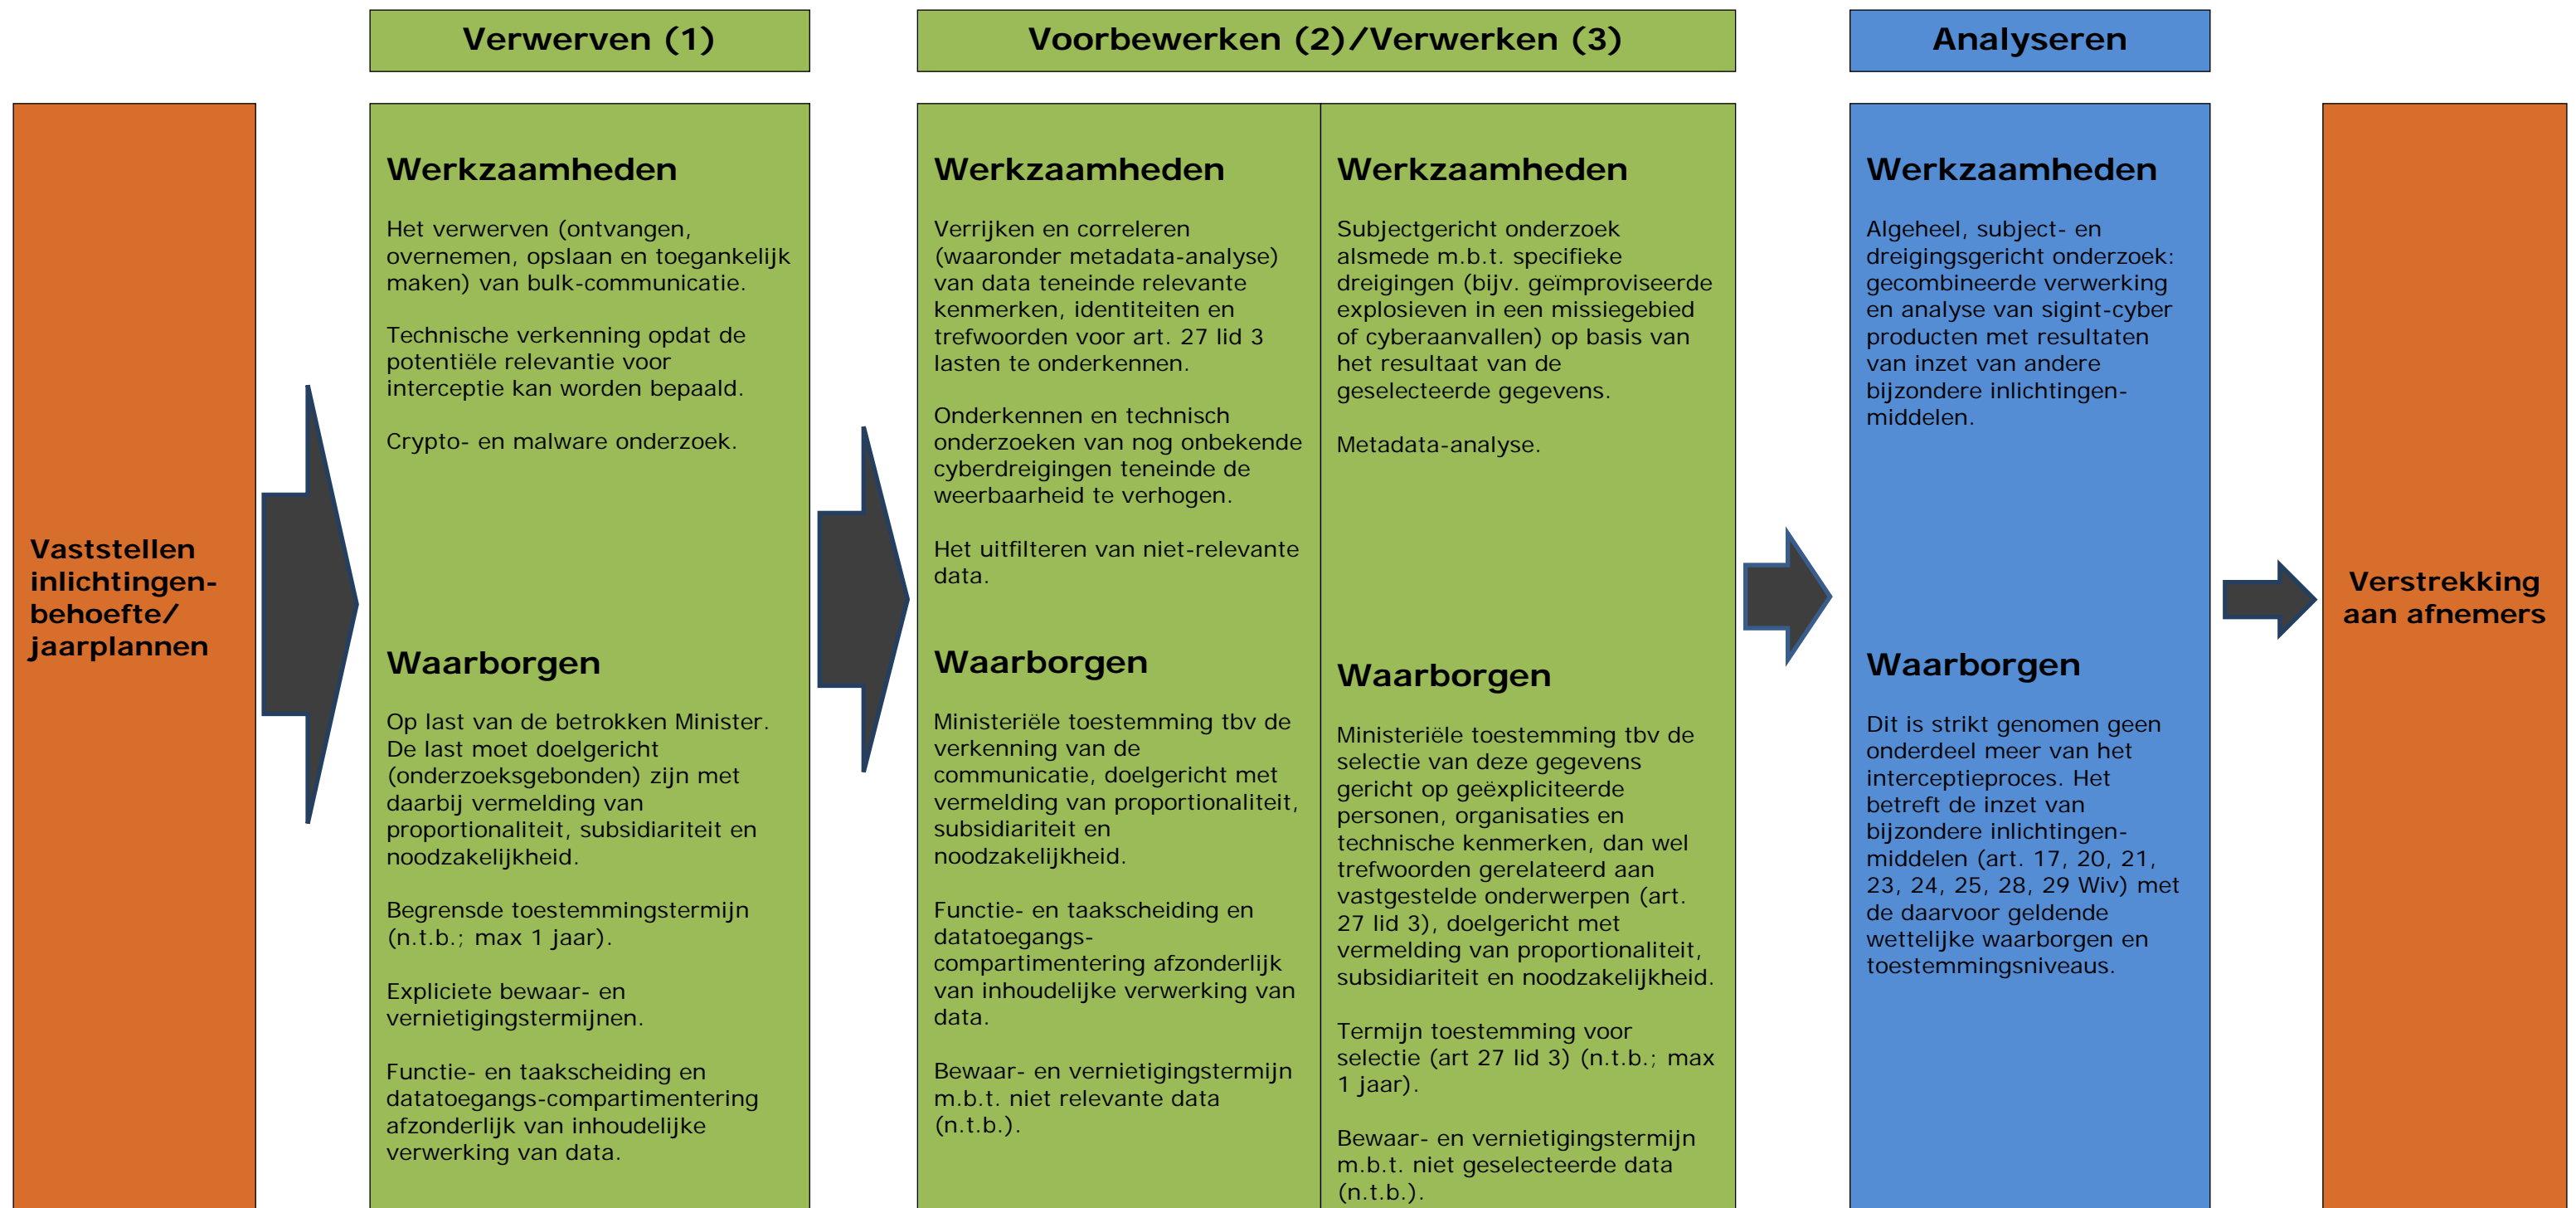 Verwerven (1)
Voorbewerken (2)/Verwerken (3)
Analyseren
Vaststellen
inlichtingen-
behoefte/
jaarplannen
Werkzaamheden
Het verwerven (ontvangen,
overnemen, opslaan en toegankelijk
maken) van bulk-communicatie.
Technische verkenning opdat de
potentiële relevantie voor
interceptie kan worden bepaald.
Crypto- en malware onderzoek.
Waarborgen
Op last van de betrokken Minister.
De last moet doelgericht
(onderzoeksgebonden) zijn met
daarbij vermelding van
proportionaliteit, subsidiariteit en
noodzakelijkheid.
Begrensde toestemmingstermijn
(n.t.b.; max 1 jaar).
Expliciete bewaar- en
vernietigingstermijnen.
Functie- en taakscheiding en
datatoegangs-compartimentering
afzonderlijk van inhoudelijke
verwerking van data.
Werkzaamheden
Verrijken en correleren
(waaronder metadata-analyse)
van data teneinde relevante
kenmerken, identiteiten en
trefwoorden voor art. 27 lid 3
lasten te onderkennen.
Onderkennen en technisch
onderzoeken van nog onbekende
cyberdreigingen teneinde de
weerbaarheid te verhogen.
Het uitfilteren van niet-relevante
data.
Waarborgen
Ministeriële toestemming tbv de
verkenning van de
communicatie, doelgericht met
vermelding van proportionaliteit,
subsidiariteit en
noodzakelijkheid.
Functie- en taakscheiding en
datatoegangs-
compartimentering afzonderlijk
van inhoudelijke verwerking van
data.
Bewaar- en vernietigingstermijn
m.b.t. niet relevante data
(n.t.b.).
Werkzaamheden
Subjectgericht onderzoek
alsmede m.b.t. specifieke
dreigingen (bijv. geïmproviseerde
explosieven in een missiegebied
of cyberaanvallen) op basis van
het resultaat van de
geselecteerde gegevens.
Metadata-analyse.
Waarborgen
Ministeriële toestemming tbv de
selectie van deze gegevens
gericht op geëxpliciteerde
personen, organisaties en
technische kenmerken, dan wel
trefwoorden gerelateerd aan
vastgestelde onderwerpen (art.
27 lid 3), doelgericht met
vermelding van proportionaliteit,
subsidiariteit en noodzakelijkheid.
Termijn toestemming voor
selectie (art 27 lid 3) (n.t.b.; max
1 jaar).
Bewaar- en vernietigingstermijn
m.b.t. niet geselecteerde data
(n.t.b.).
Werkzaamheden
Algeheel, subject- en
dreigingsgericht onderzoek:
gecombineerde verwerking
en analyse van sigint-cyber
producten met resultaten
van inzet van andere
bijzondere inlichtingen-
middelen.
Waarborgen
Dit is strikt genomen geen
onderdeel meer van het
interceptieproces. Het
betreft de inzet van
bijzondere inlichtingen-
middelen (art. 17, 20, 21,
23, 24, 25, 28, 29 Wiv) met
de daarvoor geldende
wettelijke waarborgen en
toestemmingsniveaus.
Verstrekking
aan afnemers